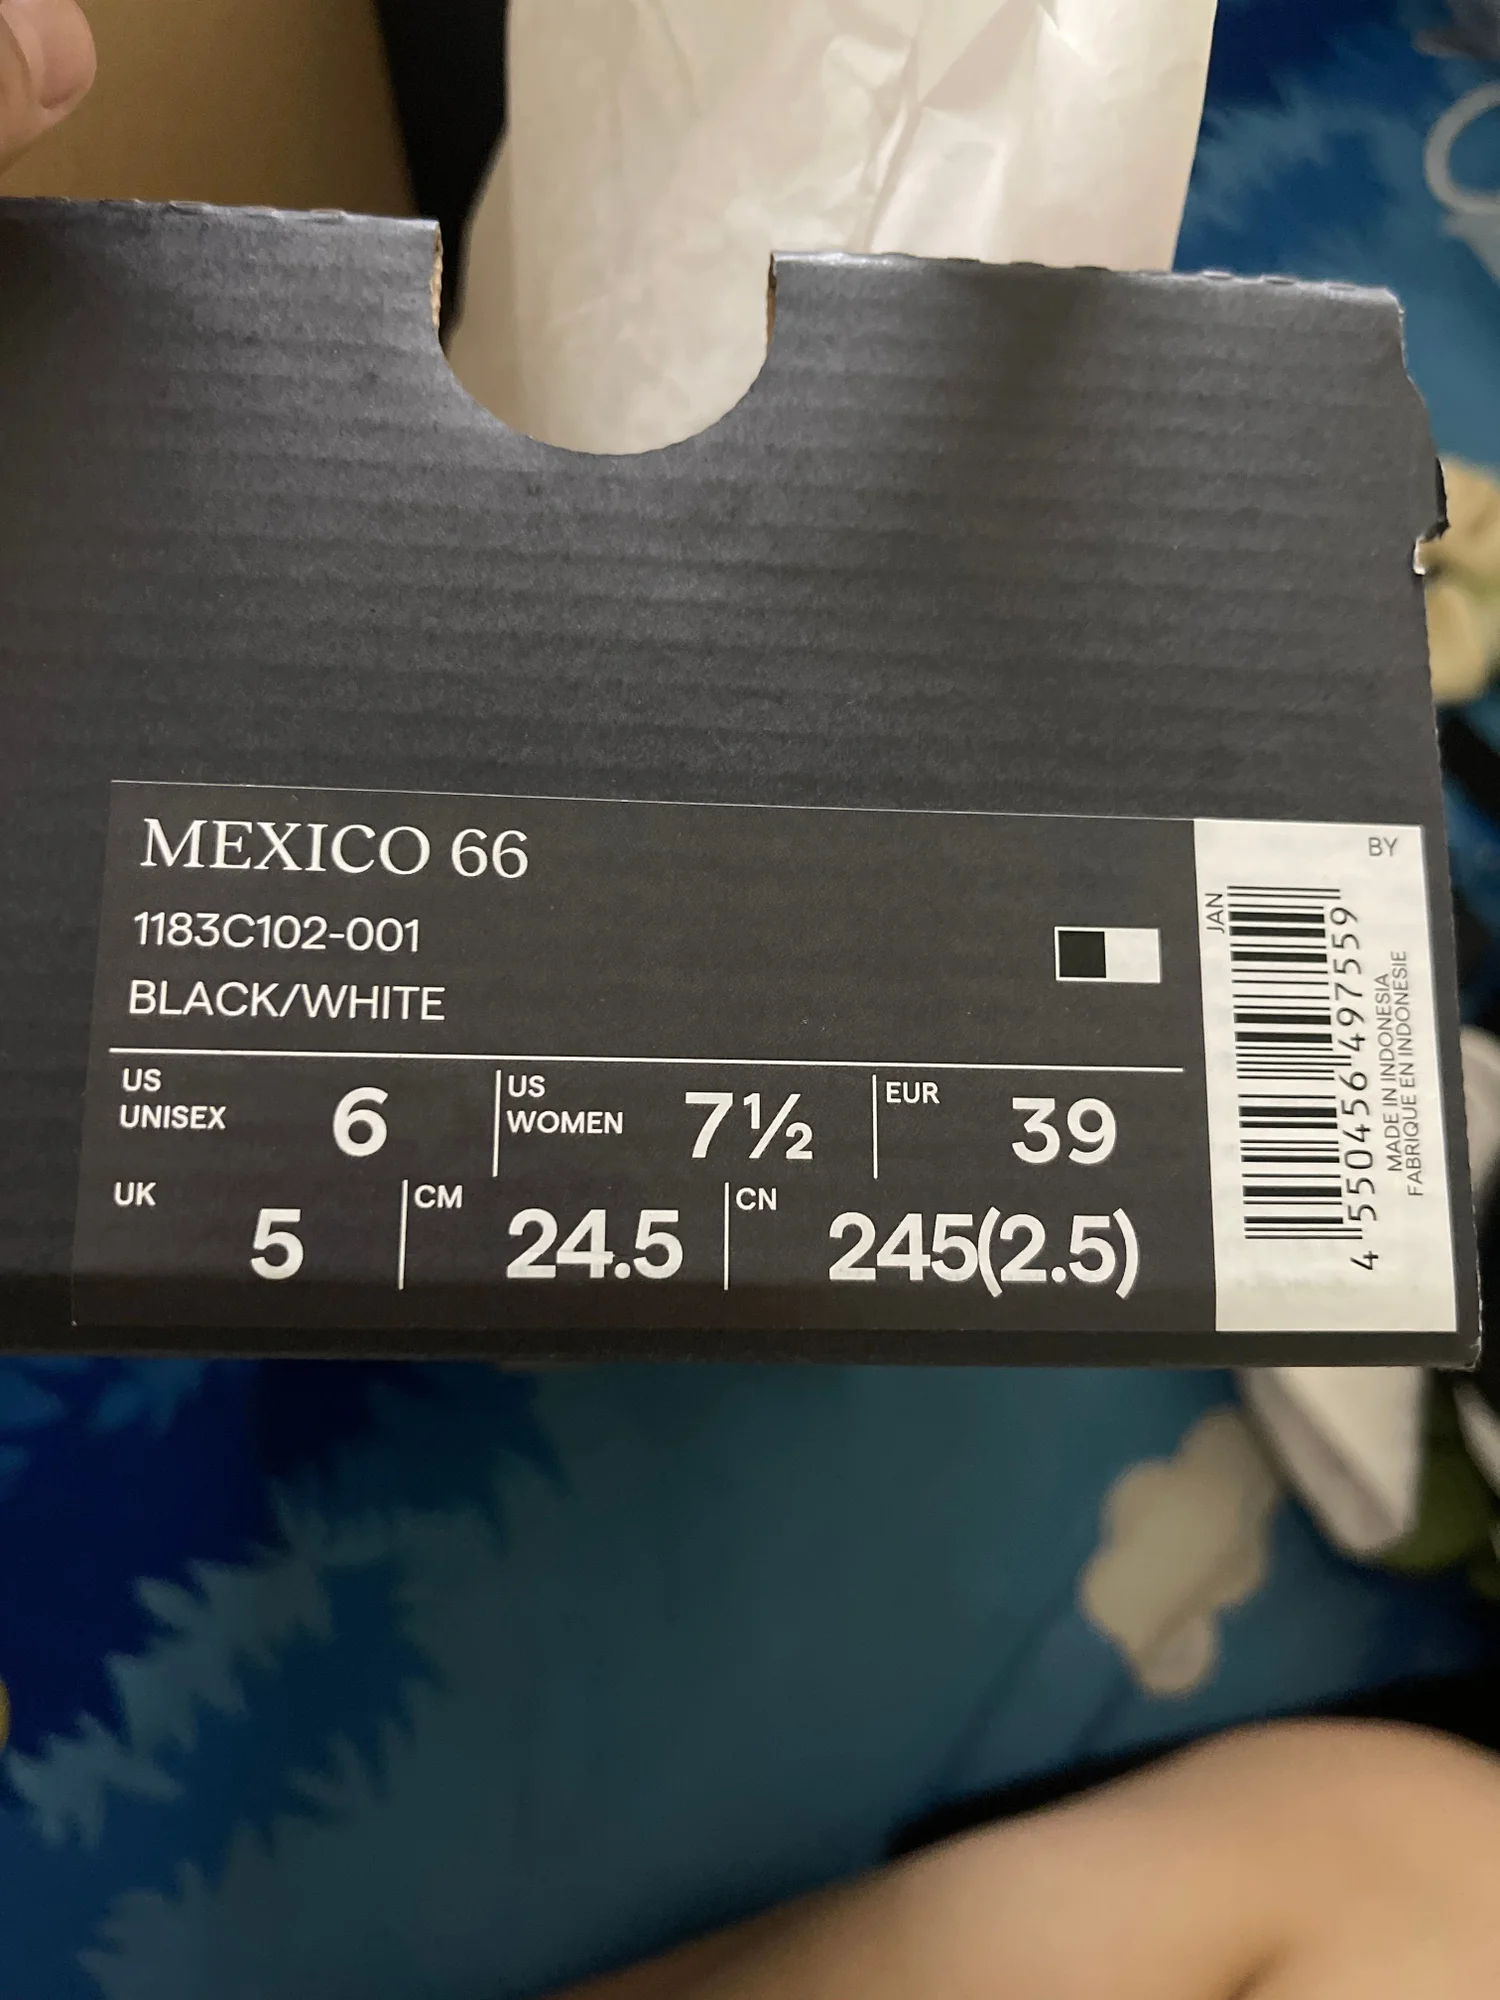 MEXICO 66
1183C102-001
BLACK/WHITE
US UNISEX 6
US WOMEN 7½
EUR 39
UK 5
CM 24.5
CN 245(2.5)
BY
JAN
4 550456 497559
MADE IN INDONESIA
FABRIQUE EN INDONESIE